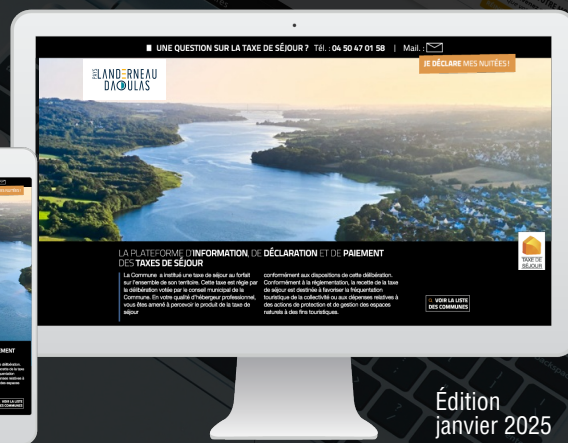 UNE QUESTION SUR LA TAXE DE SÉJOUR ? Tél. : 04 50 47 01 58 | Mail. :
JE DÉCLARE MES NUITÉES !
PAYS
LANDERNEAU
DAOULAS
LA PLATEFORME D'INFORMATION, DE DÉCLARATION ET DE PAIEMENT
DES TAXES DE SÉJOUR
La Commune a institué une taxe de séjour au forfait
sur l'ensemble de son territoire. Cette taxe est régie par
la délibération votée par le conseil municipal de la
Commune. En votre qualité d'hébergeur professionnel,
vous êtes amené à percevoir le produit de la taxe de
séjour
conformément aux dispositions de cette délibération.
Conformément à la réglementation, la recette de la taxe
de séjour est destinée à favoriser la fréquentation
touristique de la collectivité ou aux dépenses relatives à
des actions de protection et de gestion des espaces
naturels à des fins touristiques.
TAXE DE
SÉJOUR
VOIR LA LISTE
DES COMMUNES
Édition
janvier 2025